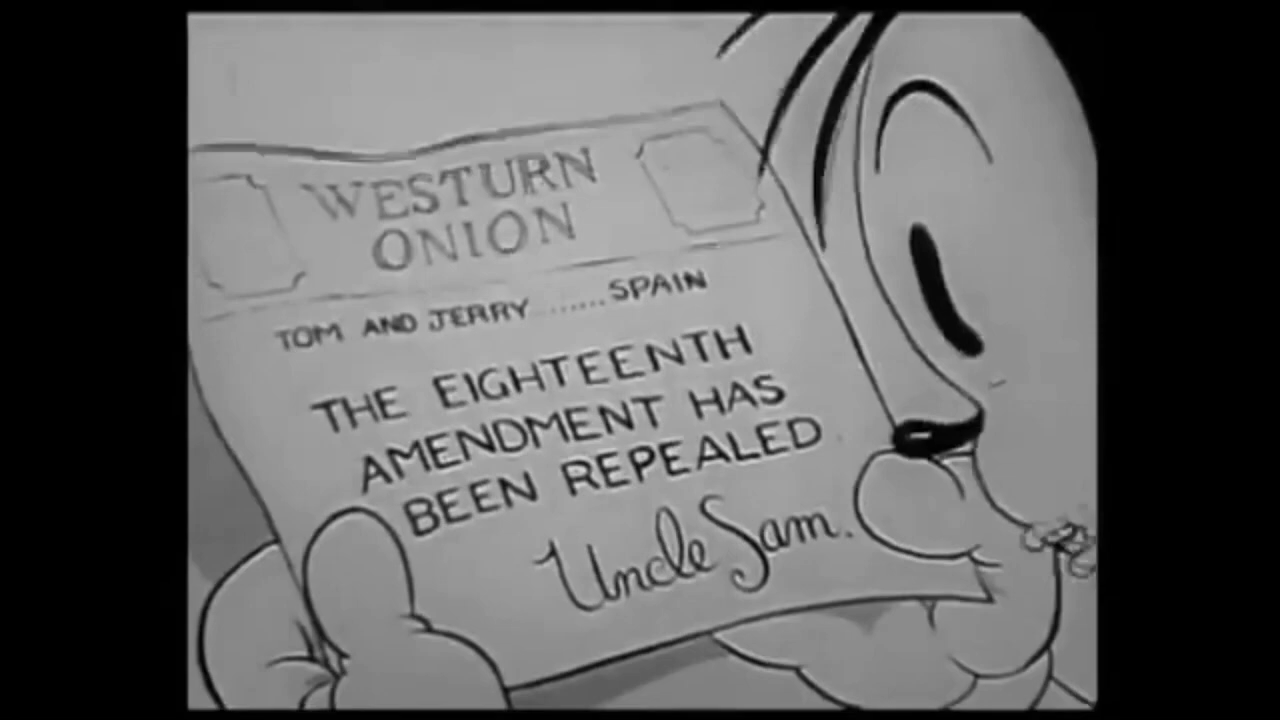 WESTURN
ONION
TOM AND JERRY.......SPAIN
THE EIGHTEENTH
AMENDMENT HAS
BEEN REPEALED
Uncle Sam.